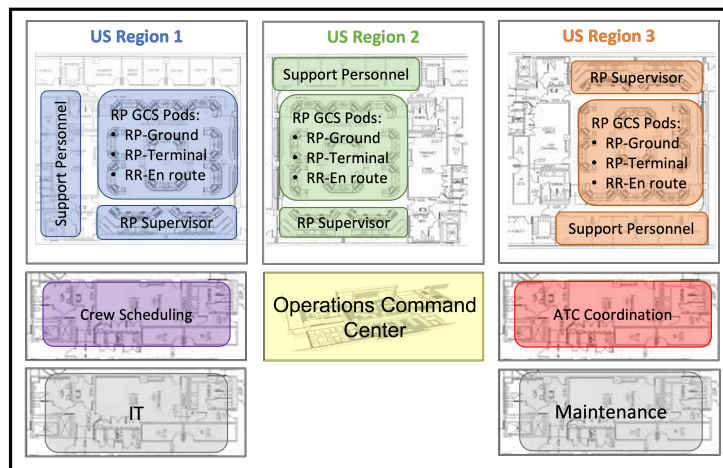 US Region 1
Support Personnel
RP GCS Pods:
• RP-Ground
• RP-Terminal
• RR-En route
RP Supervisor
US Region 2
Support Personnel
RP GCS Pods:
• RP-Ground
• RP-Terminal
• RR-En route
RP Supervisor
US Region 3
RP Supervisor
RP GCS Pods:
• RP-Ground
• RP-Terminal
• RR-En route
Support Personnel
Crew Scheduling
Operations Command
Center
ATC Coordination
IT
Maintenance